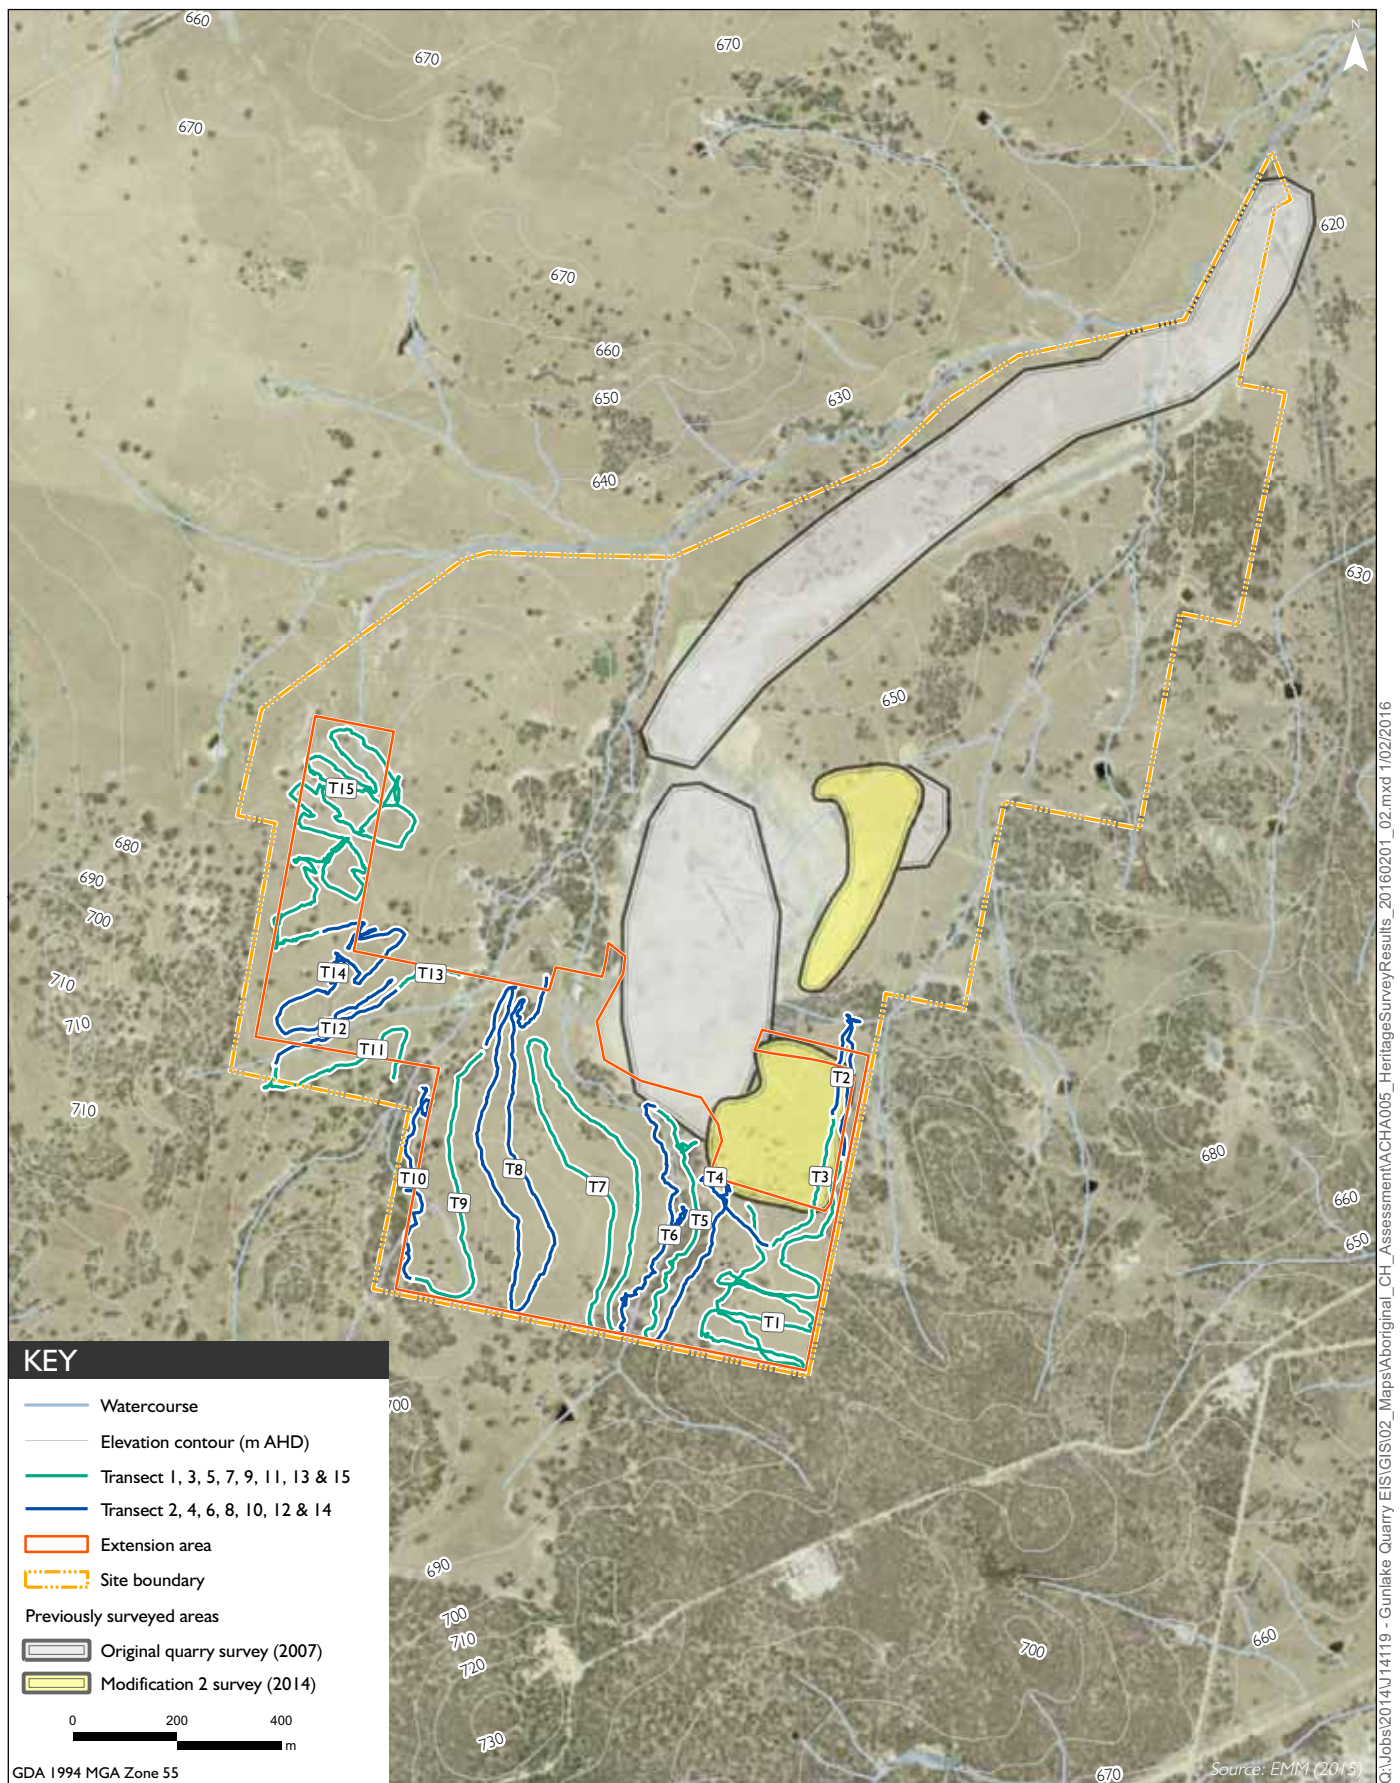 660
670
670
N
670
620
670
660
650
630
640
630
650
T15
680
690
700
T14
T13
710
T12
710
T11
T2
710
T10
T8
T9
T7
T4
T3
T5
T6
680
660
650
T1
KEY
Watercourse
Elevation contour (m AHD)
Transect 1, 3, 5, 7, 9, 11, 13 & 15
Transect 2, 4, 6, 8, 10, 12 & 14
Extension area
Site boundary
Previously surveyed areas
Original quarry survey (2007)
Modification 2 survey (2014)
0 200 400
m
GDA 1994 MGA Zone 55
700
690
700
710
720
730
700
660
670
Source: EMM (2015)
Q:\Jobs\2014\J14119 - Gunlake Quarry EIS\GIS\02_Maps\Aboriginal_CH_Assessment\ACHA005_HeritageSurveyResults_20160201_02.mxd 1/02/2016